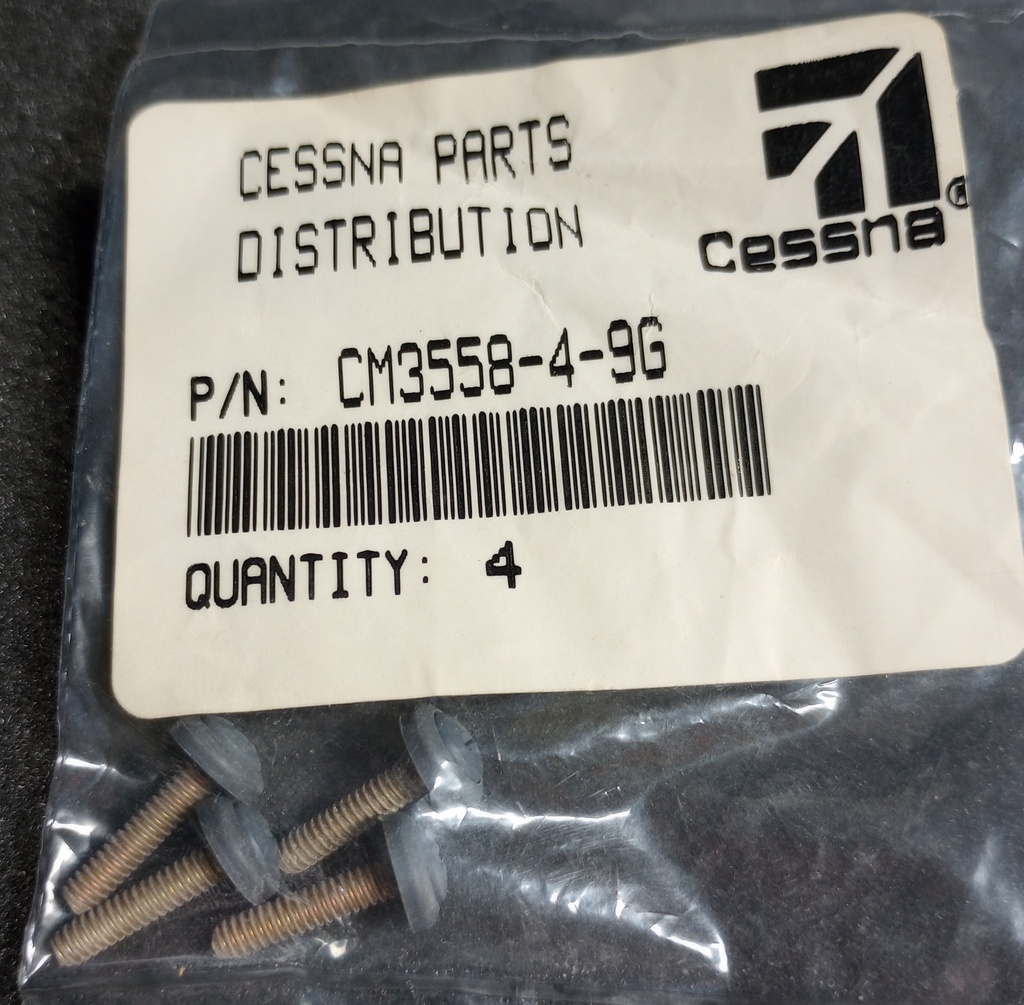 CESSNA PARTS
DISTRIBUTION
Cessna®
P/N: CM3558-4-9G
QUANTITY: 4